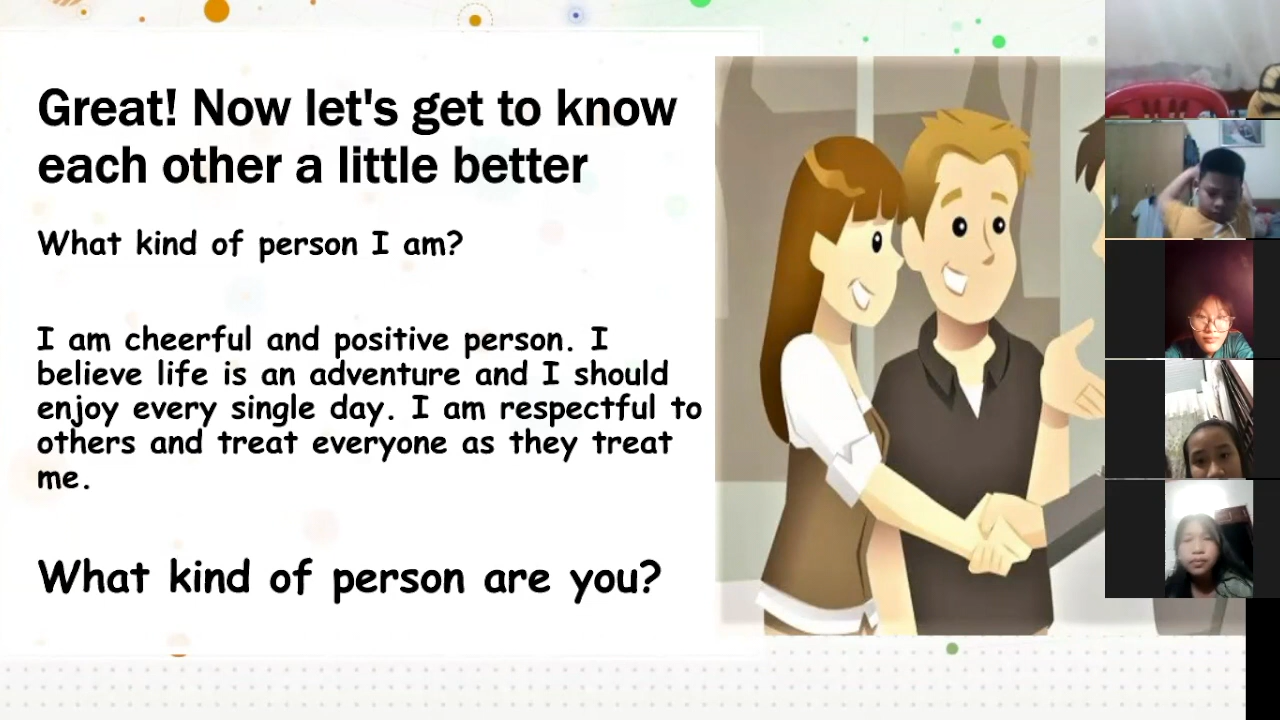 Great! Now let's get to know
each other a little better
What kind of person I am?
I am cheerful and positive person. I
believe life is an adventure and I should
enjoy every single day. I am respectful to
others and treat everyone as they treat
me.
What kind of person are you?